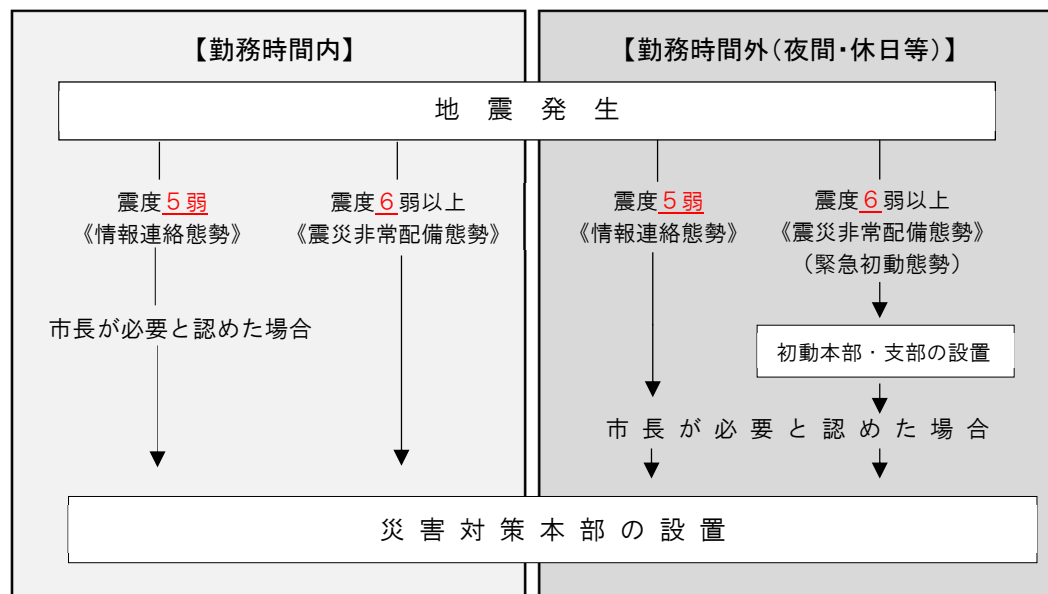 【勤務時間内】
【勤務時間外(夜間・休日等)】
地震発生
震度５弱
《情報連絡態勢》
震度６弱以上
《震災非常配備態勢》
震度５弱
《情報連絡態勢》
震度６弱以上
《震災非常配備態勢》
(緊急初動態勢)
市長が必要と認めた場合
初動本部・支部の設置
市長が必要と認めた場合
災害対策本部の設置